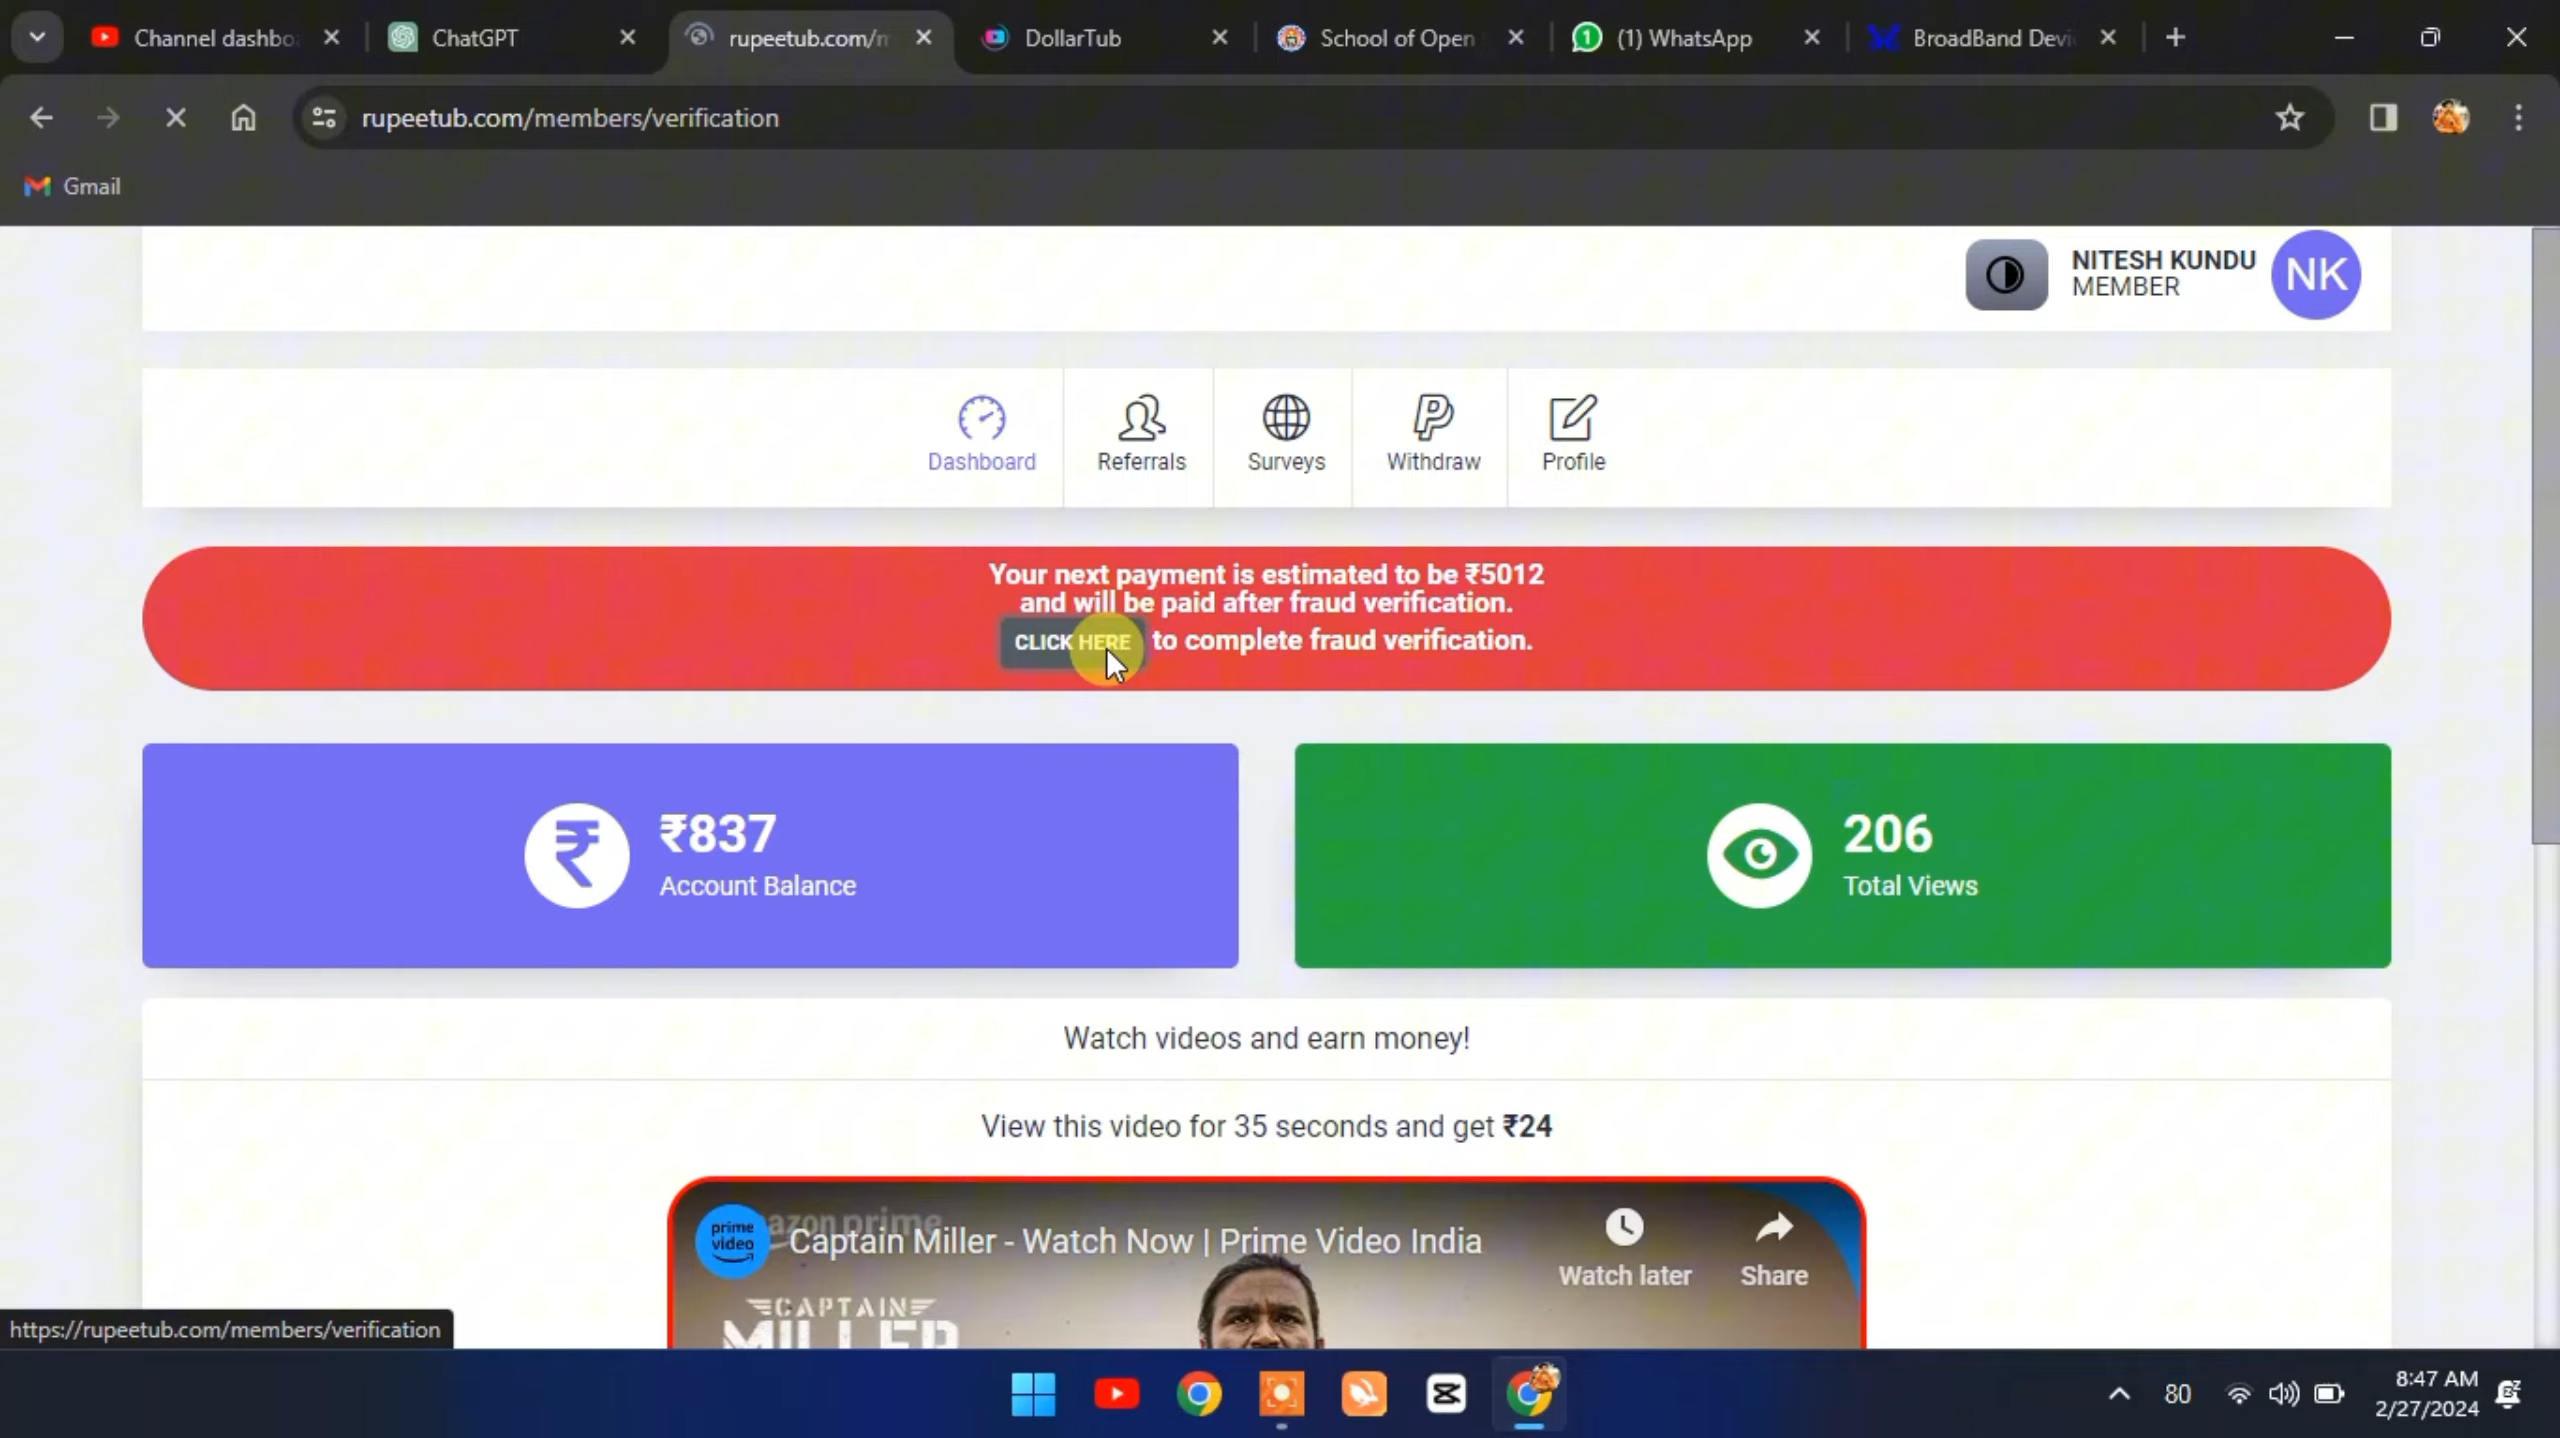 Channel dashbo
ChatGPT
rupeetub.com/m
DollarTub
School of Open
(1) WhatsApp
BroadBand Devi
rupeetub.com/members/verification
Gmail
NITESH KUNDU
MEMBER
NK
Dashboard
Referrals
Surveys
Withdraw
Profile
Your next payment is estimated to be ₹5012
and will be paid after fraud verification.
CLICK HERE to complete fraud verification.
₹837
Account Balance
206
Total Views
Watch videos and earn money!
View this video for 35 seconds and get ₹24
prime
video
azon prime
Captain Miller - Watch Now | Prime Video India
Watch later
Share
CAPTAIN
MILLER
https://rupeetub.com/members/verification
80
8:47 AM
2/27/2024